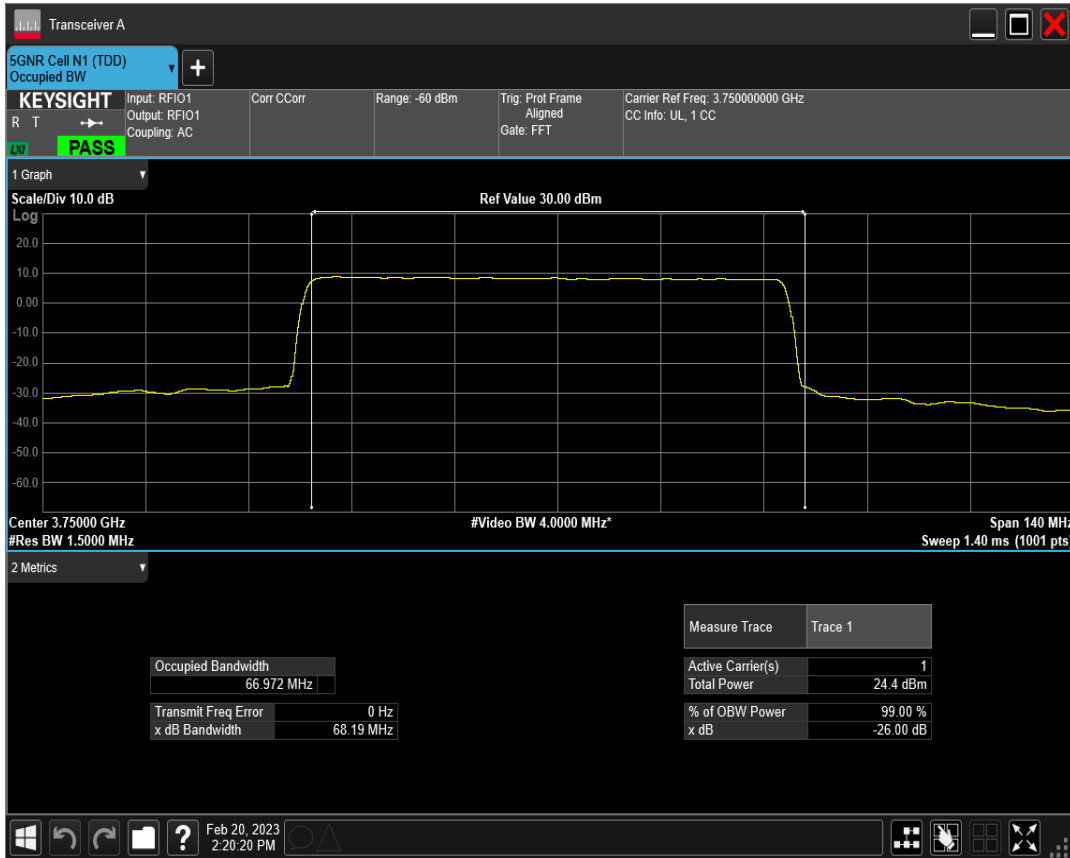 Transceiver A
5GNR Cell N1 (TDD)
Occupied BW
+
KEYSIGHT
R T
LXI
PASS
Input: RFIO1
Output: RFIO1
Coupling: AC
Corr CCorr
Range: -60 dBm
Trig: Prot Frame
Aligned
Gate: FFT
Carrier Ref Freq: 3.750000000 GHz
CC Info: UL, 1 CC
1 Graph
Scale/Div 10.0 dB
Ref Value 30.00 dBm
Log
20.0
10.0
0.00
-10.0
-20.0
-30.0
-40.0
-50.0
-60.0
Center 3.75000 GHz
#Video BW 4.0000 MHz*
Span 140 MHz
#Res BW 1.5000 MHz
Sweep 1.40 ms (1001 pts)
2 Metrics
Measure Trace Trace 1
Occupied Bandwidth
66.972 MHz
Active Carrier(s) 1
Total Power 24.4 dBm
Transmit Freq Error 0 Hz
x dB Bandwidth 68.19 MHz
% of OBW Power 99.00 %
x dB -26.00 dB
?
Feb 20, 2023
2:20:20 PM